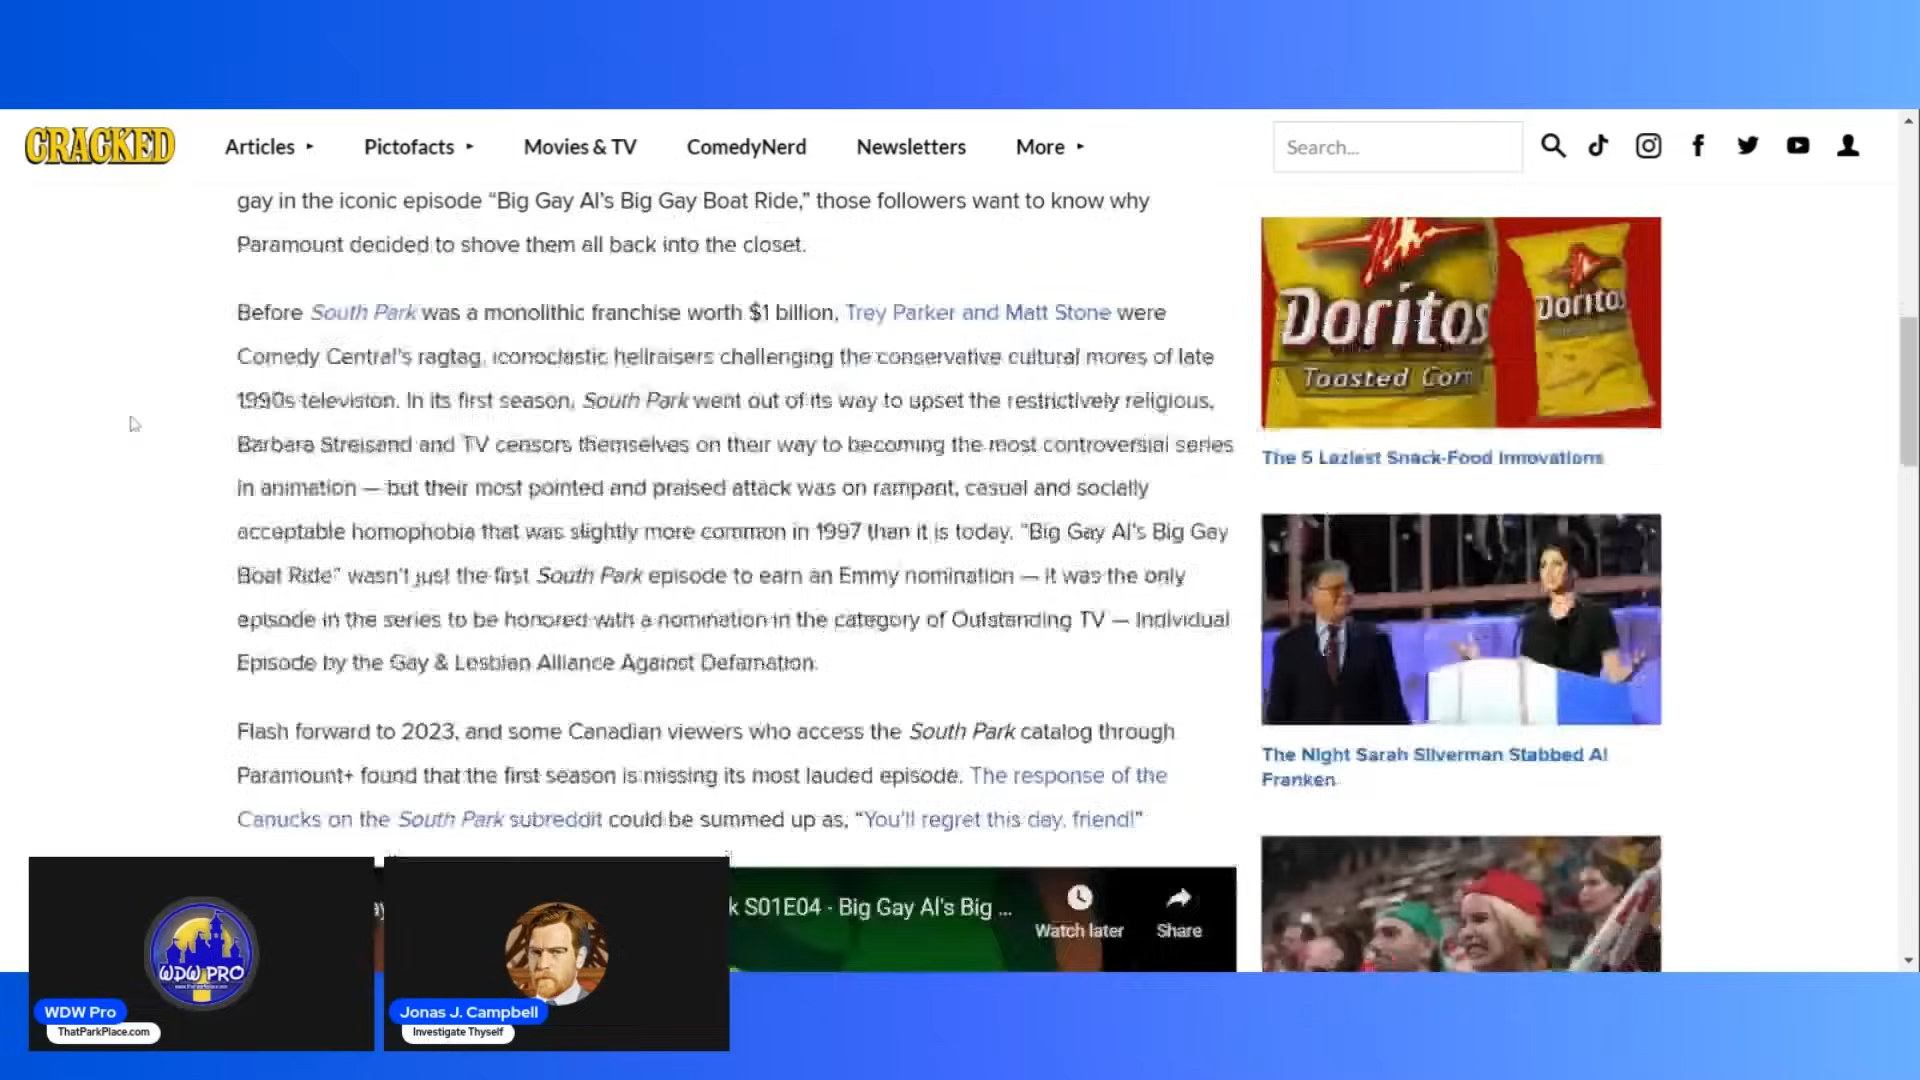 CRACKED
Articles
Pictofacts
Movies & TV
ComedyNerd
Newsletters
More
Search...
gay in the iconic episode “Big Gay Al’s Big Gay Boat Ride,” those followers want to know why
Paramount decided to shove them all back into the closet.
Before South Park was a monolithic franchise worth $1 billion, Trey Parker and Matt Stone were
Comedy Central’s ragtag, iconoclastic hellraisers challenging the conservative cultural mores of late
1990s television. In its first season, South Park went out of its way to upset the restrictively religious,
Barbara Streisand and TV censors themselves on their way to becoming the most controversial series
in animation — but their most pointed and praised attack was on rampant, casual and socially
acceptable homophobia that was slightly more common in 1997 than it is today. “Big Gay Al’s Big Gay
Boat Ride” wasn’t just the first South Park episode to earn an Emmy nomination — it was the only
episode in the series to be honored with a nomination in the category of Outstanding TV — Individual
Episode by the Gay & Lesbian Alliance Against Defamation.
Flash forward to 2023, and some Canadian viewers who access the South Park catalog through
Paramount+ found that the first season is missing its most lauded episode. The response of the
Canucks on the South Park subreddit could be summed up as, “You’ll regret this day, friend!”
k S01E04 - Big Gay Al's Big ...
Watch later
Share
Doritos
Toasted Corn
Doritos
The 5 Laziest Snack-Food Innovations
The Night Sarah Silverman Stabbed Al
Franken
WDW PRO
WDW Pro
ThatParkPlace.com
Jonas J. Campbell
Investigate Thyself